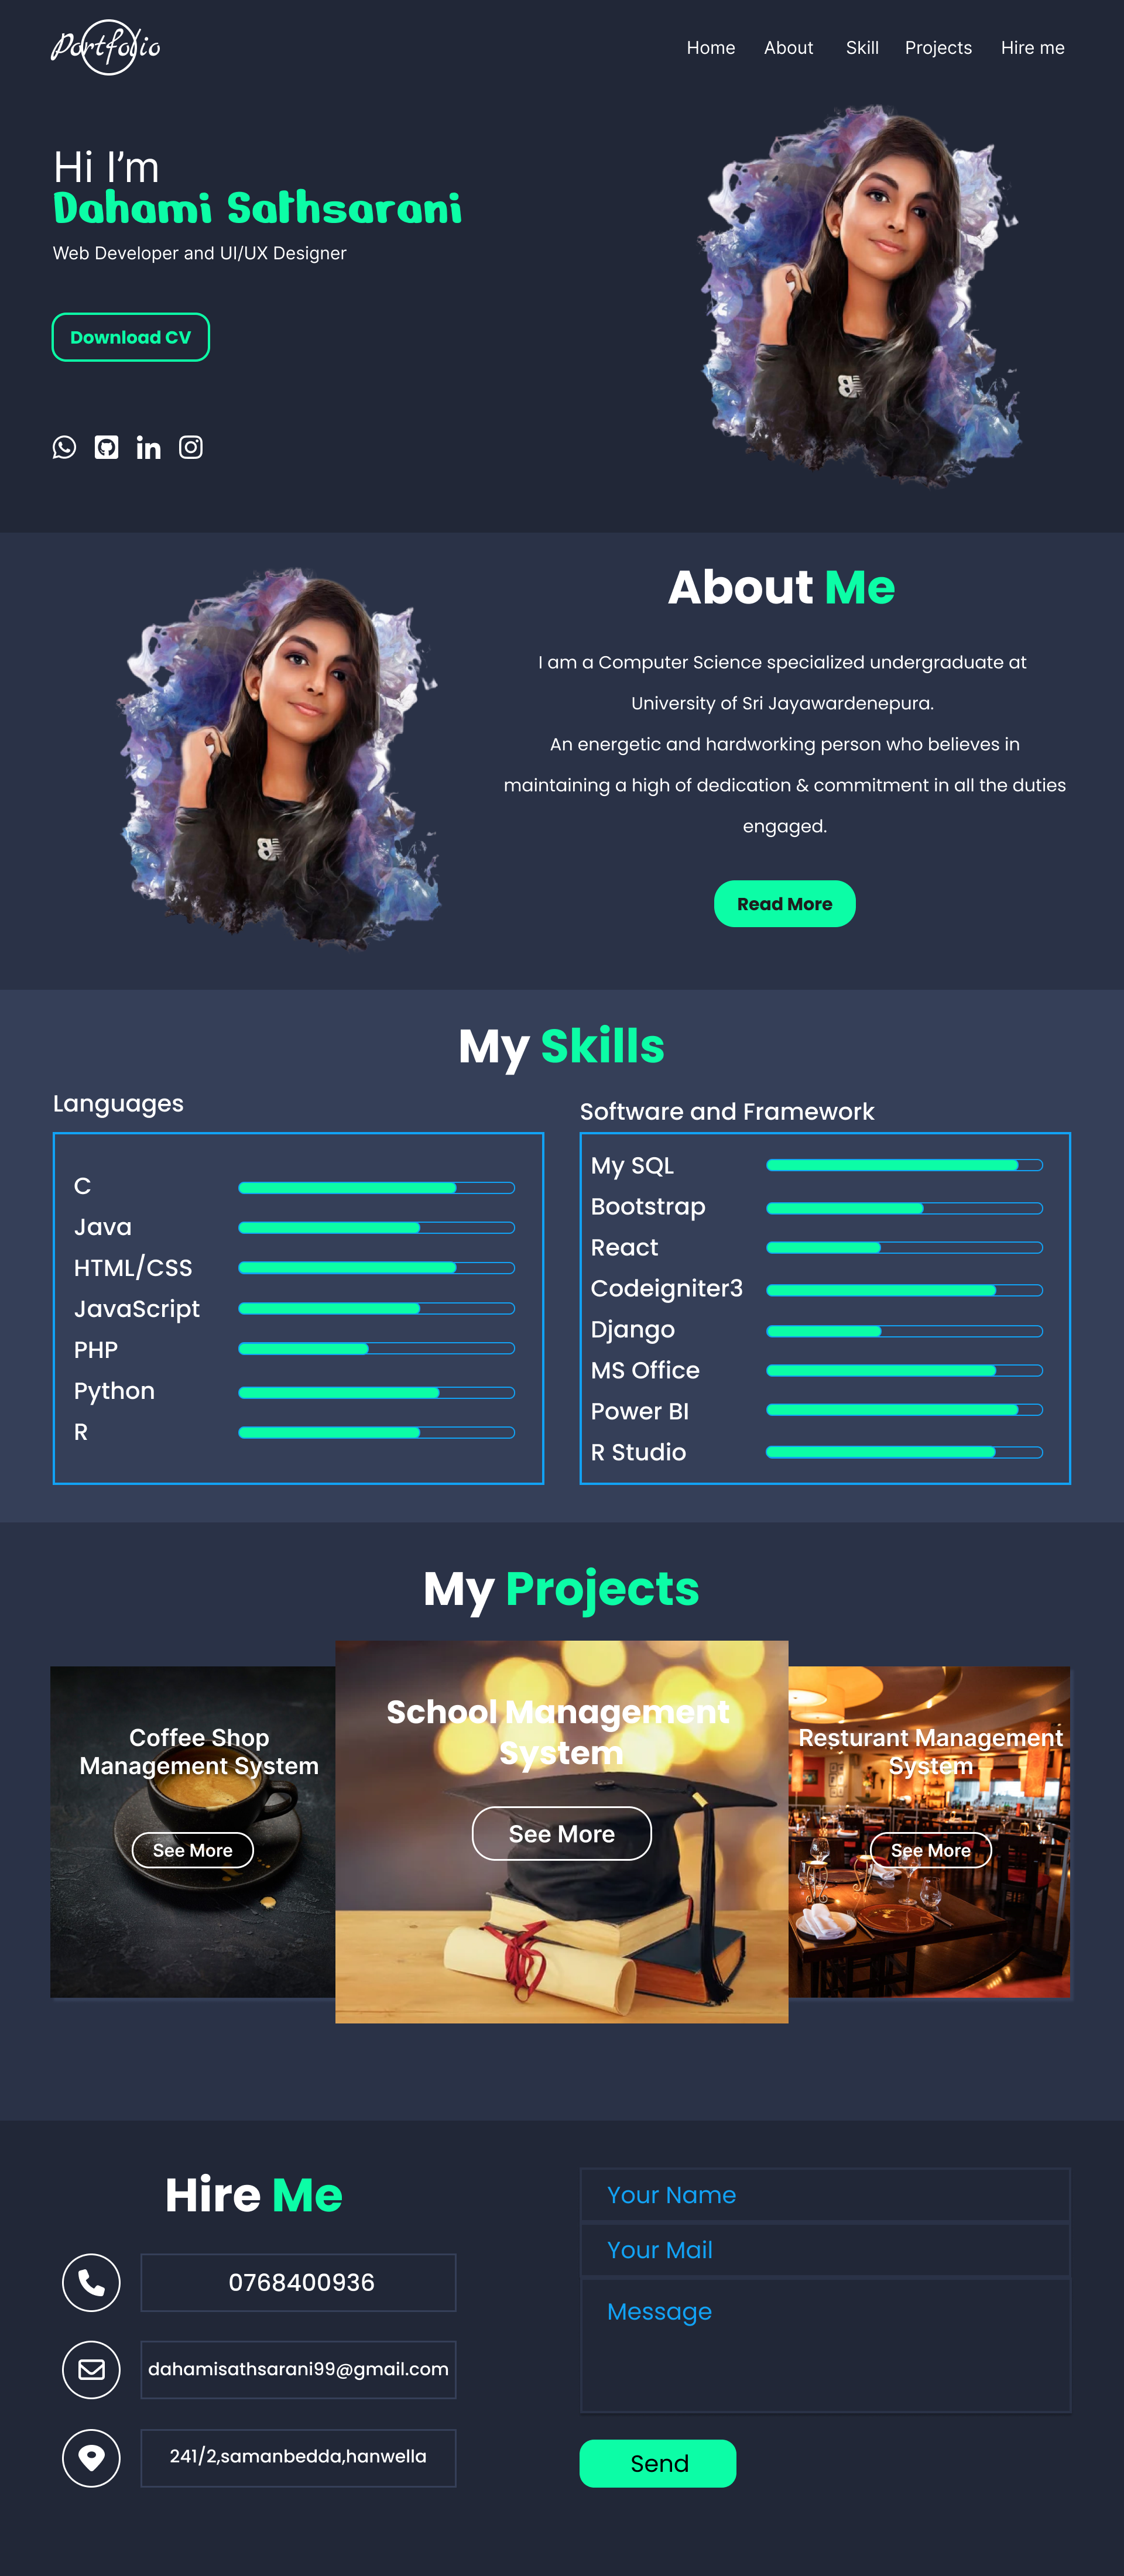 Portfolio
Home About Skill Projects Hire me
Hi I'm
Dahami Sathsarani
Web Developer and UI/UX Designer
Download CV
in
B
About Me
I am a Computer Science specialized undergraduate at
University of Sri Jayawardenepura.
An energetic and hardworking person who believes in
maintaining a high of dedication & commitment in all the duties
engaged.
Read More
B
My Skills
Languages
C
Java
HTML/CSS
JavaScript
PHP
Python
R
Software and Framework
My SQL
Bootstrap
React
Codeigniter3
Django
MS Office
Power BI
R Studio
My Projects
Coffee Shop
Management System
See More
School Management
System
See More
Resturant Management
System
See More
Hire Me
0768400936
dahamisathsarani99@gmail.com
241/2,samanbedda,hanwella
Your Name
Your Mail
Message
Send